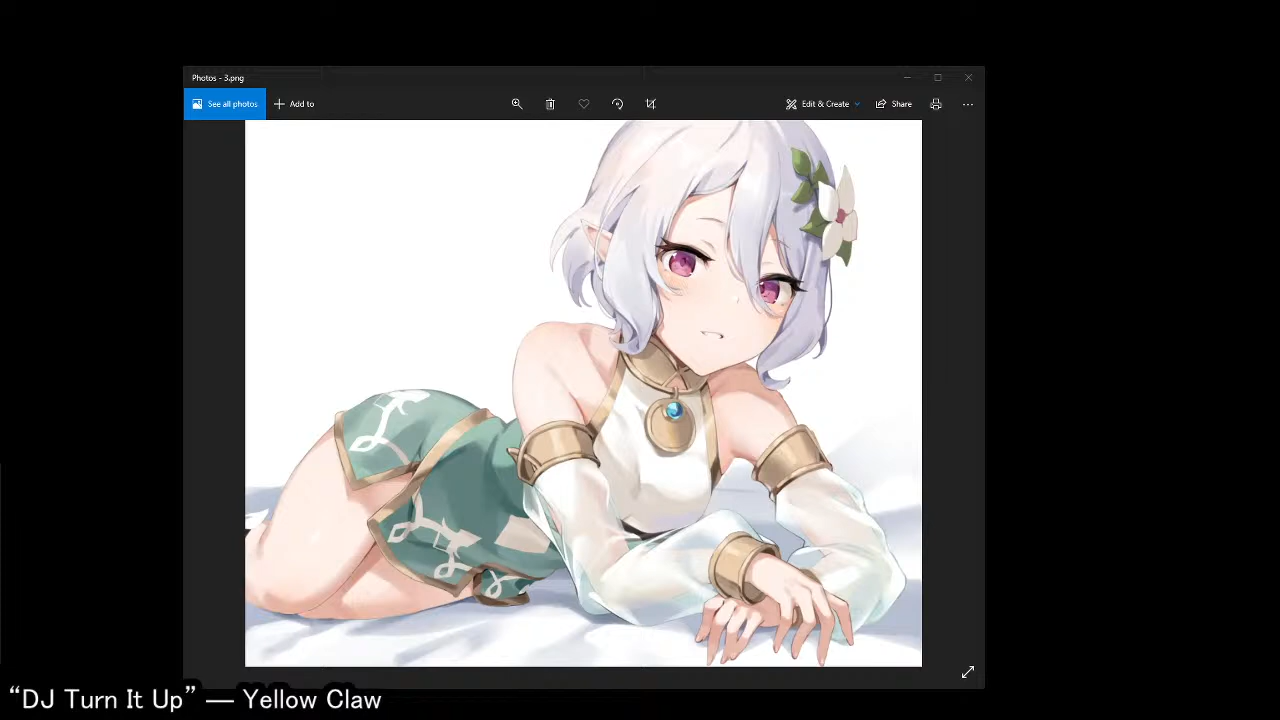 Photos - 3.png
See all photos
Add to
Edit & Create
Share
“DJ Turn It Up” — Yellow Claw